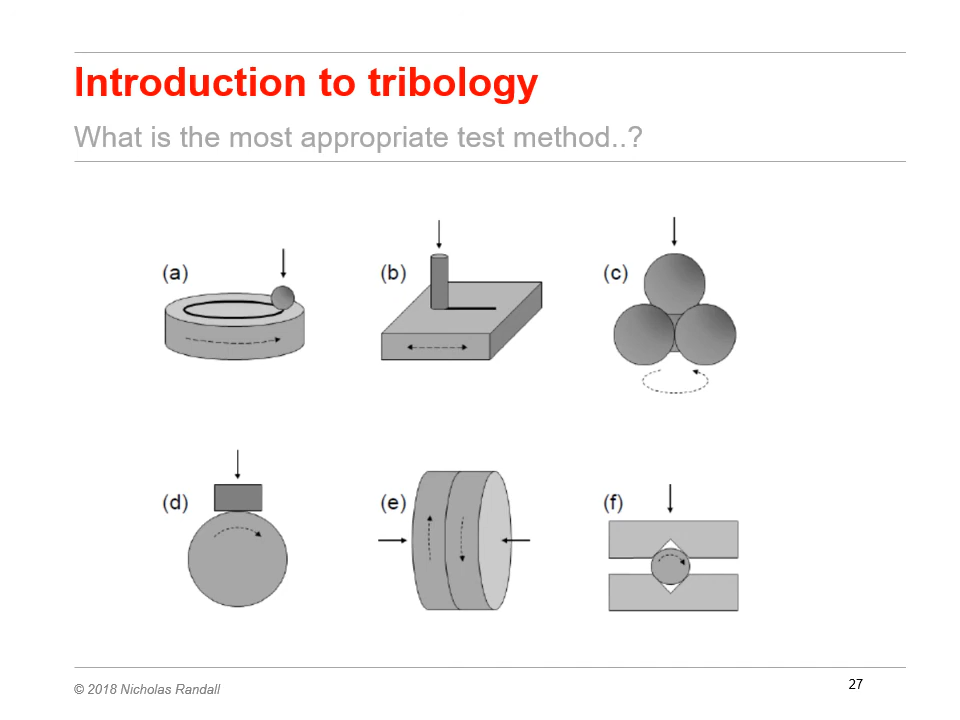 Introduction to tribology
What is the most appropriate test method..?
(a)
(b)
(c)
(d)
(e)
(f)
© 2018 Nicholas Randall
27